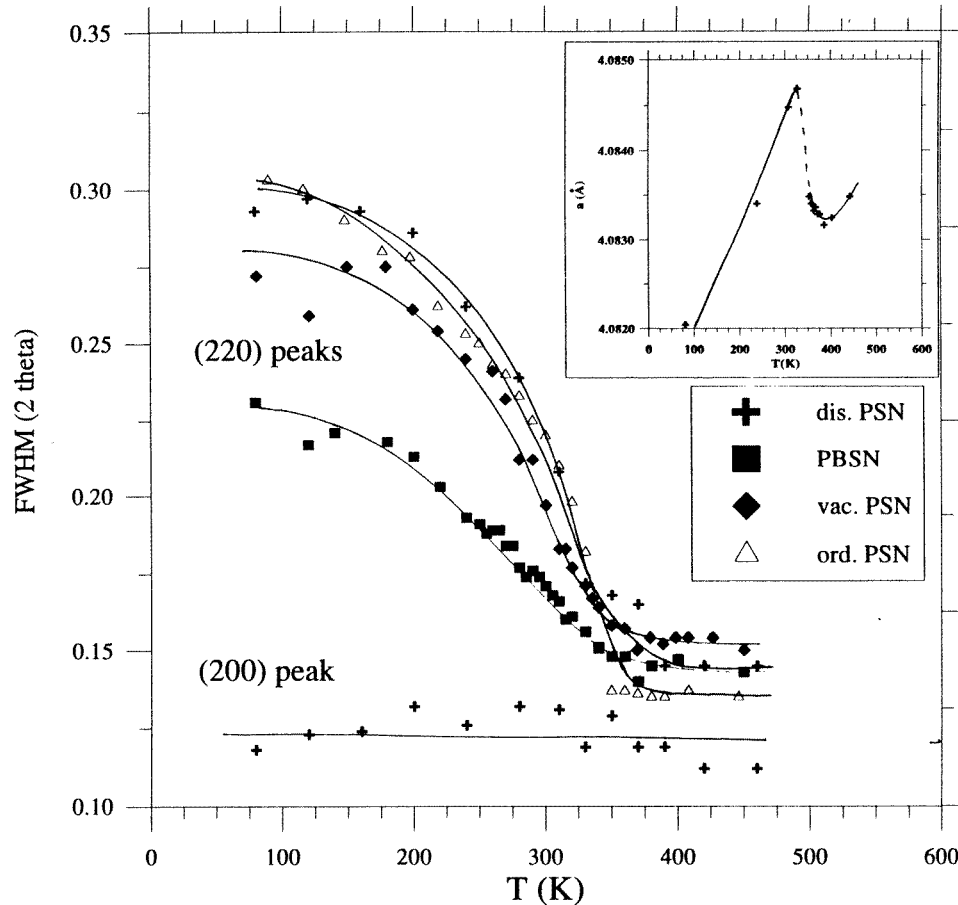 0.35
0.30
0.25
0.20
0.15
0.10
FWHM (2 theta)
(220) peaks
(200) peak
0 100 200 300 400 500 600
T (K)
4.0850
4.0840
4.0830
4.0820
a (Å)
0 100 200 300 400 500 600
T(K)
dis. PSN
PBSN
vac. PSN
ord. PSN